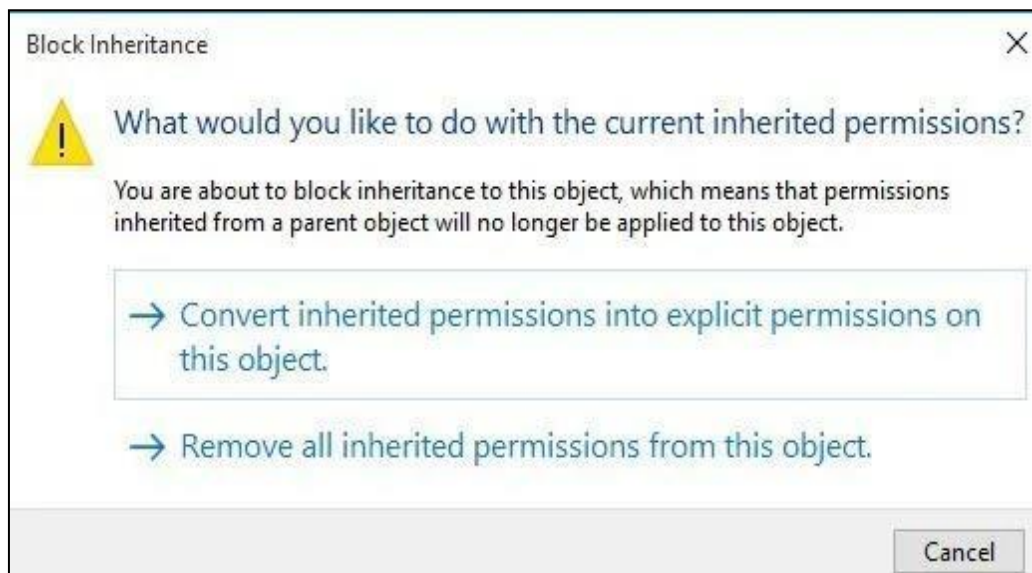 Block Inheritance
What would you like to do with the current inherited permissions?
You are about to block inheritance to this object, which means that permissions
inherited from a parent object will no longer be applied to this object.
→ Convert inherited permissions into explicit permissions on
this object.
→ Remove all inherited permissions from this object.
Cancel